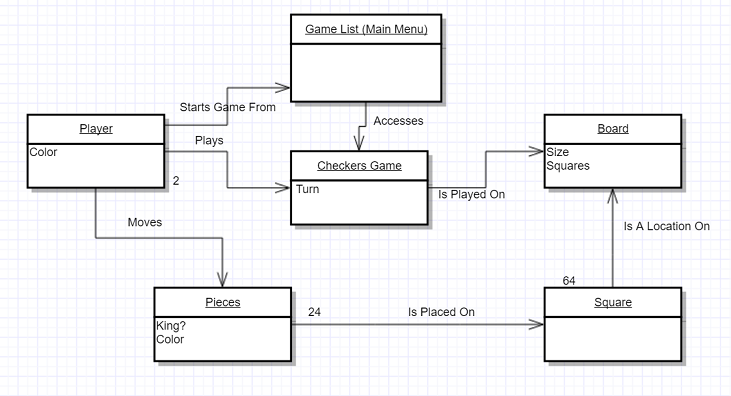 Game List (Main Menu)
Starts Game From
Accesses
Player
Color
Plays
2
Checkers Game
Turn
Is Played On
Board
Size
Squares
Moves
Is A Location On
64
Pieces
King?
Color
24
Is Placed On
Square